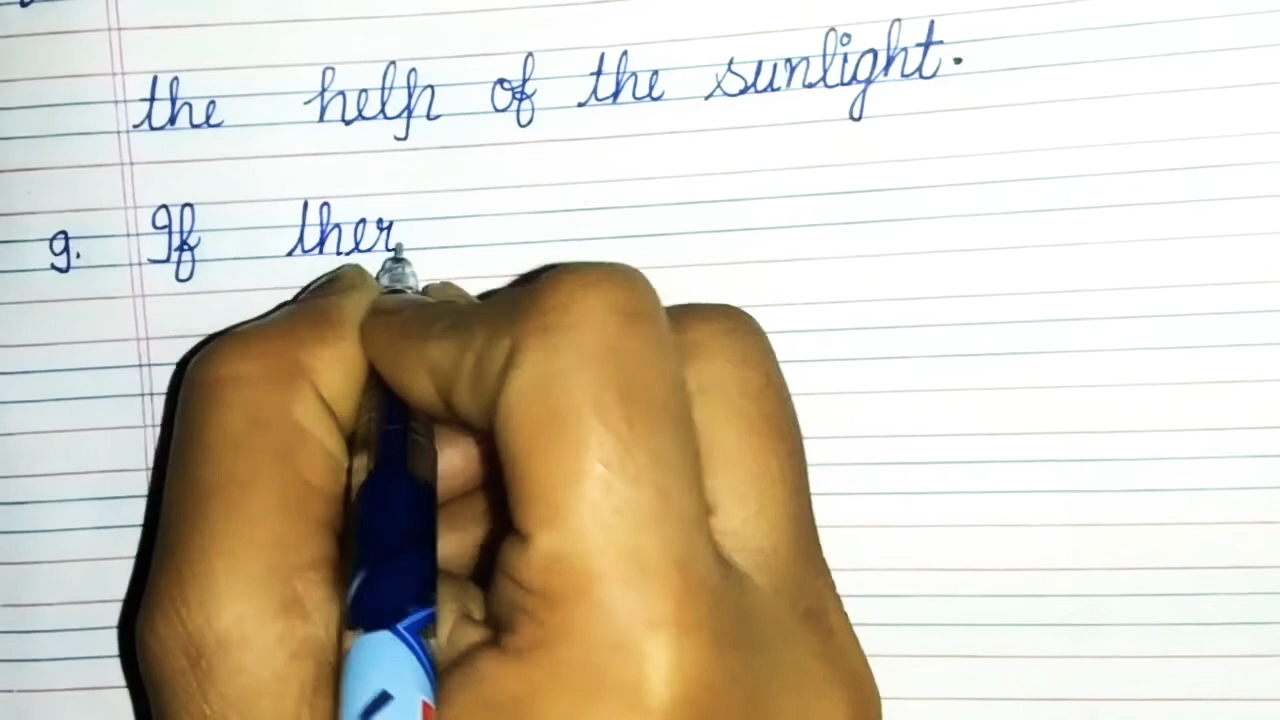 the help of the sunlight.
9. If ther